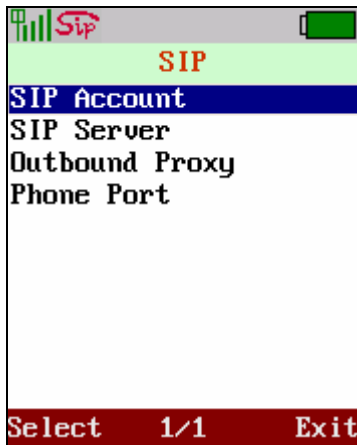 Sip
SIP
SIP Account
SIP Server
Outbound Proxy
Phone Port
Select 1/1 Exit